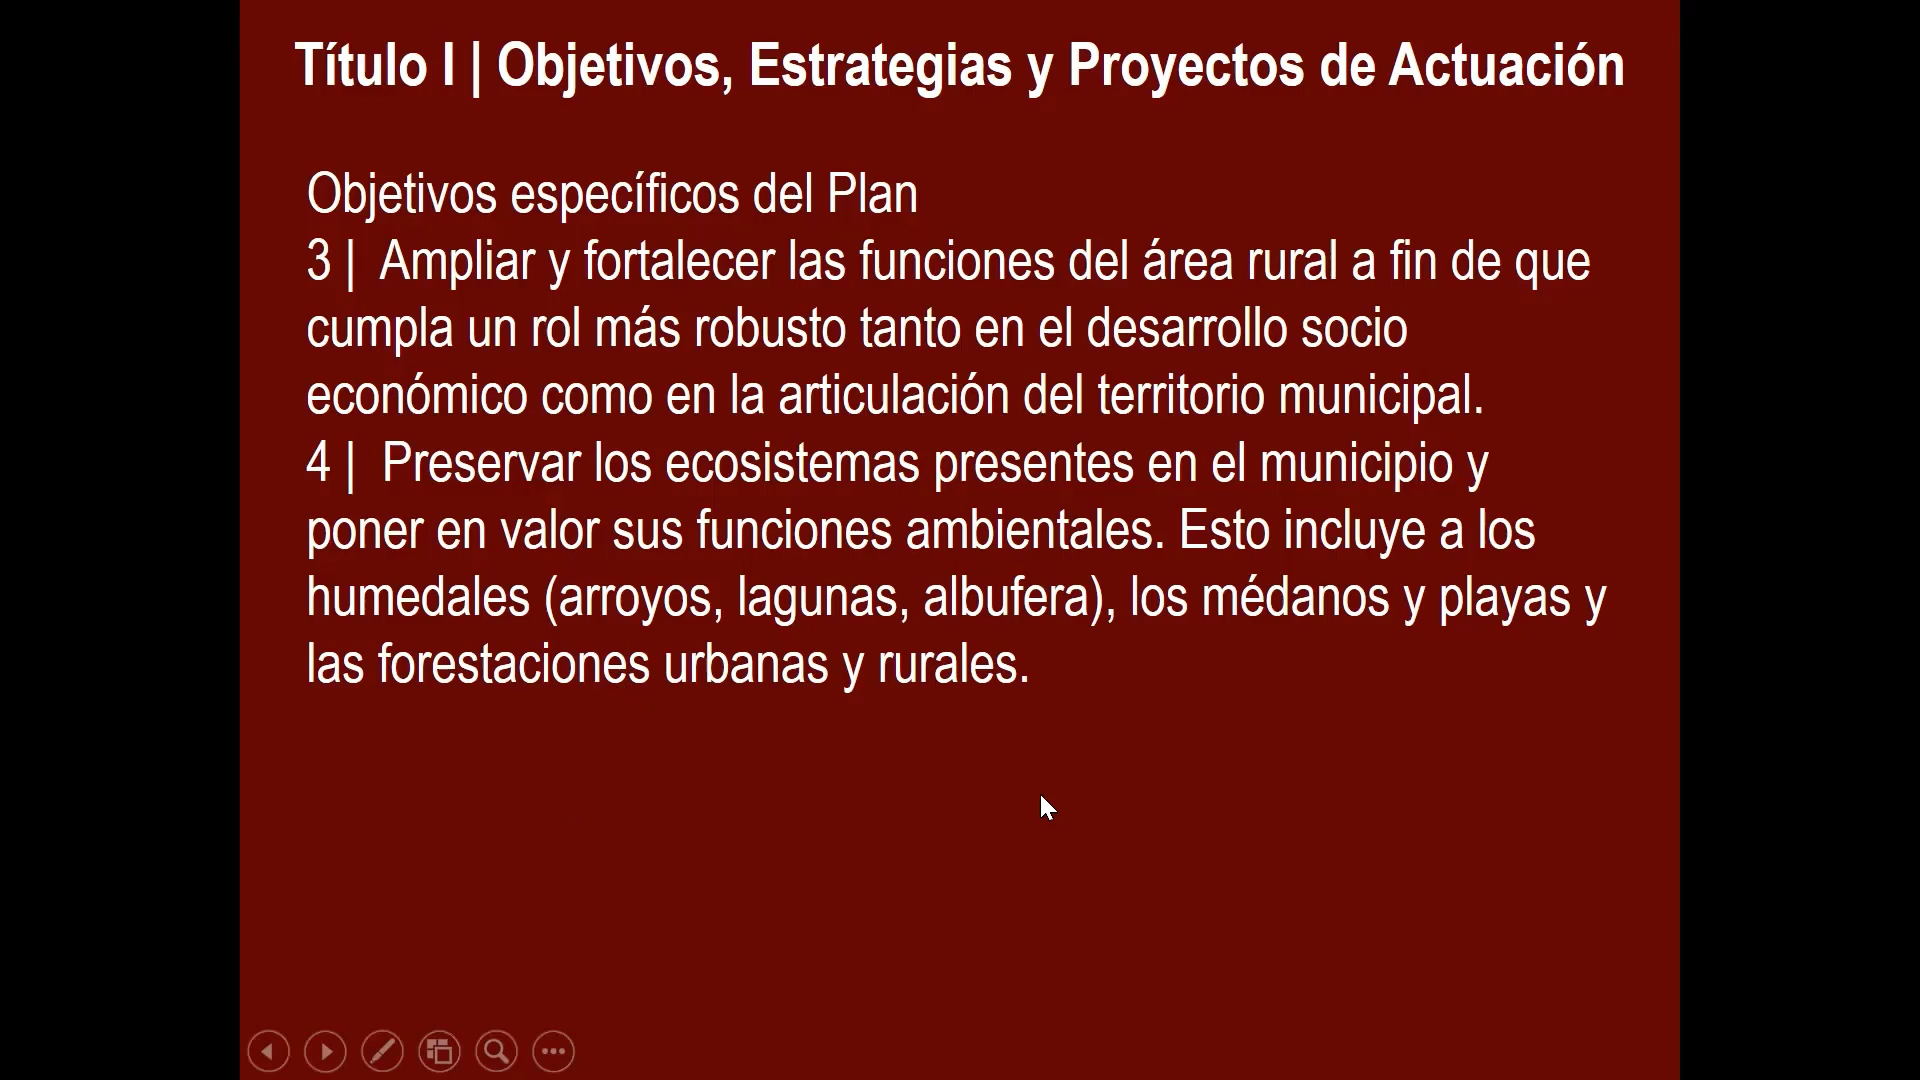 Título I | Objetivos, Estrategias y Proyectos de Actuación
Objetivos específicos del Plan
3 | Ampliar y fortalecer las funciones del área rural a fin de que
cumpla un rol más robusto tanto en el desarrollo socio
económico como en la articulación del territorio municipal.
4 | Preservar los ecosistemas presentes en el municipio y
poner en valor sus funciones ambientales. Esto incluye a los
humedales (arroyos, lagunas, albufera), los médanos y playas y
las forestaciones urbanas y rurales.